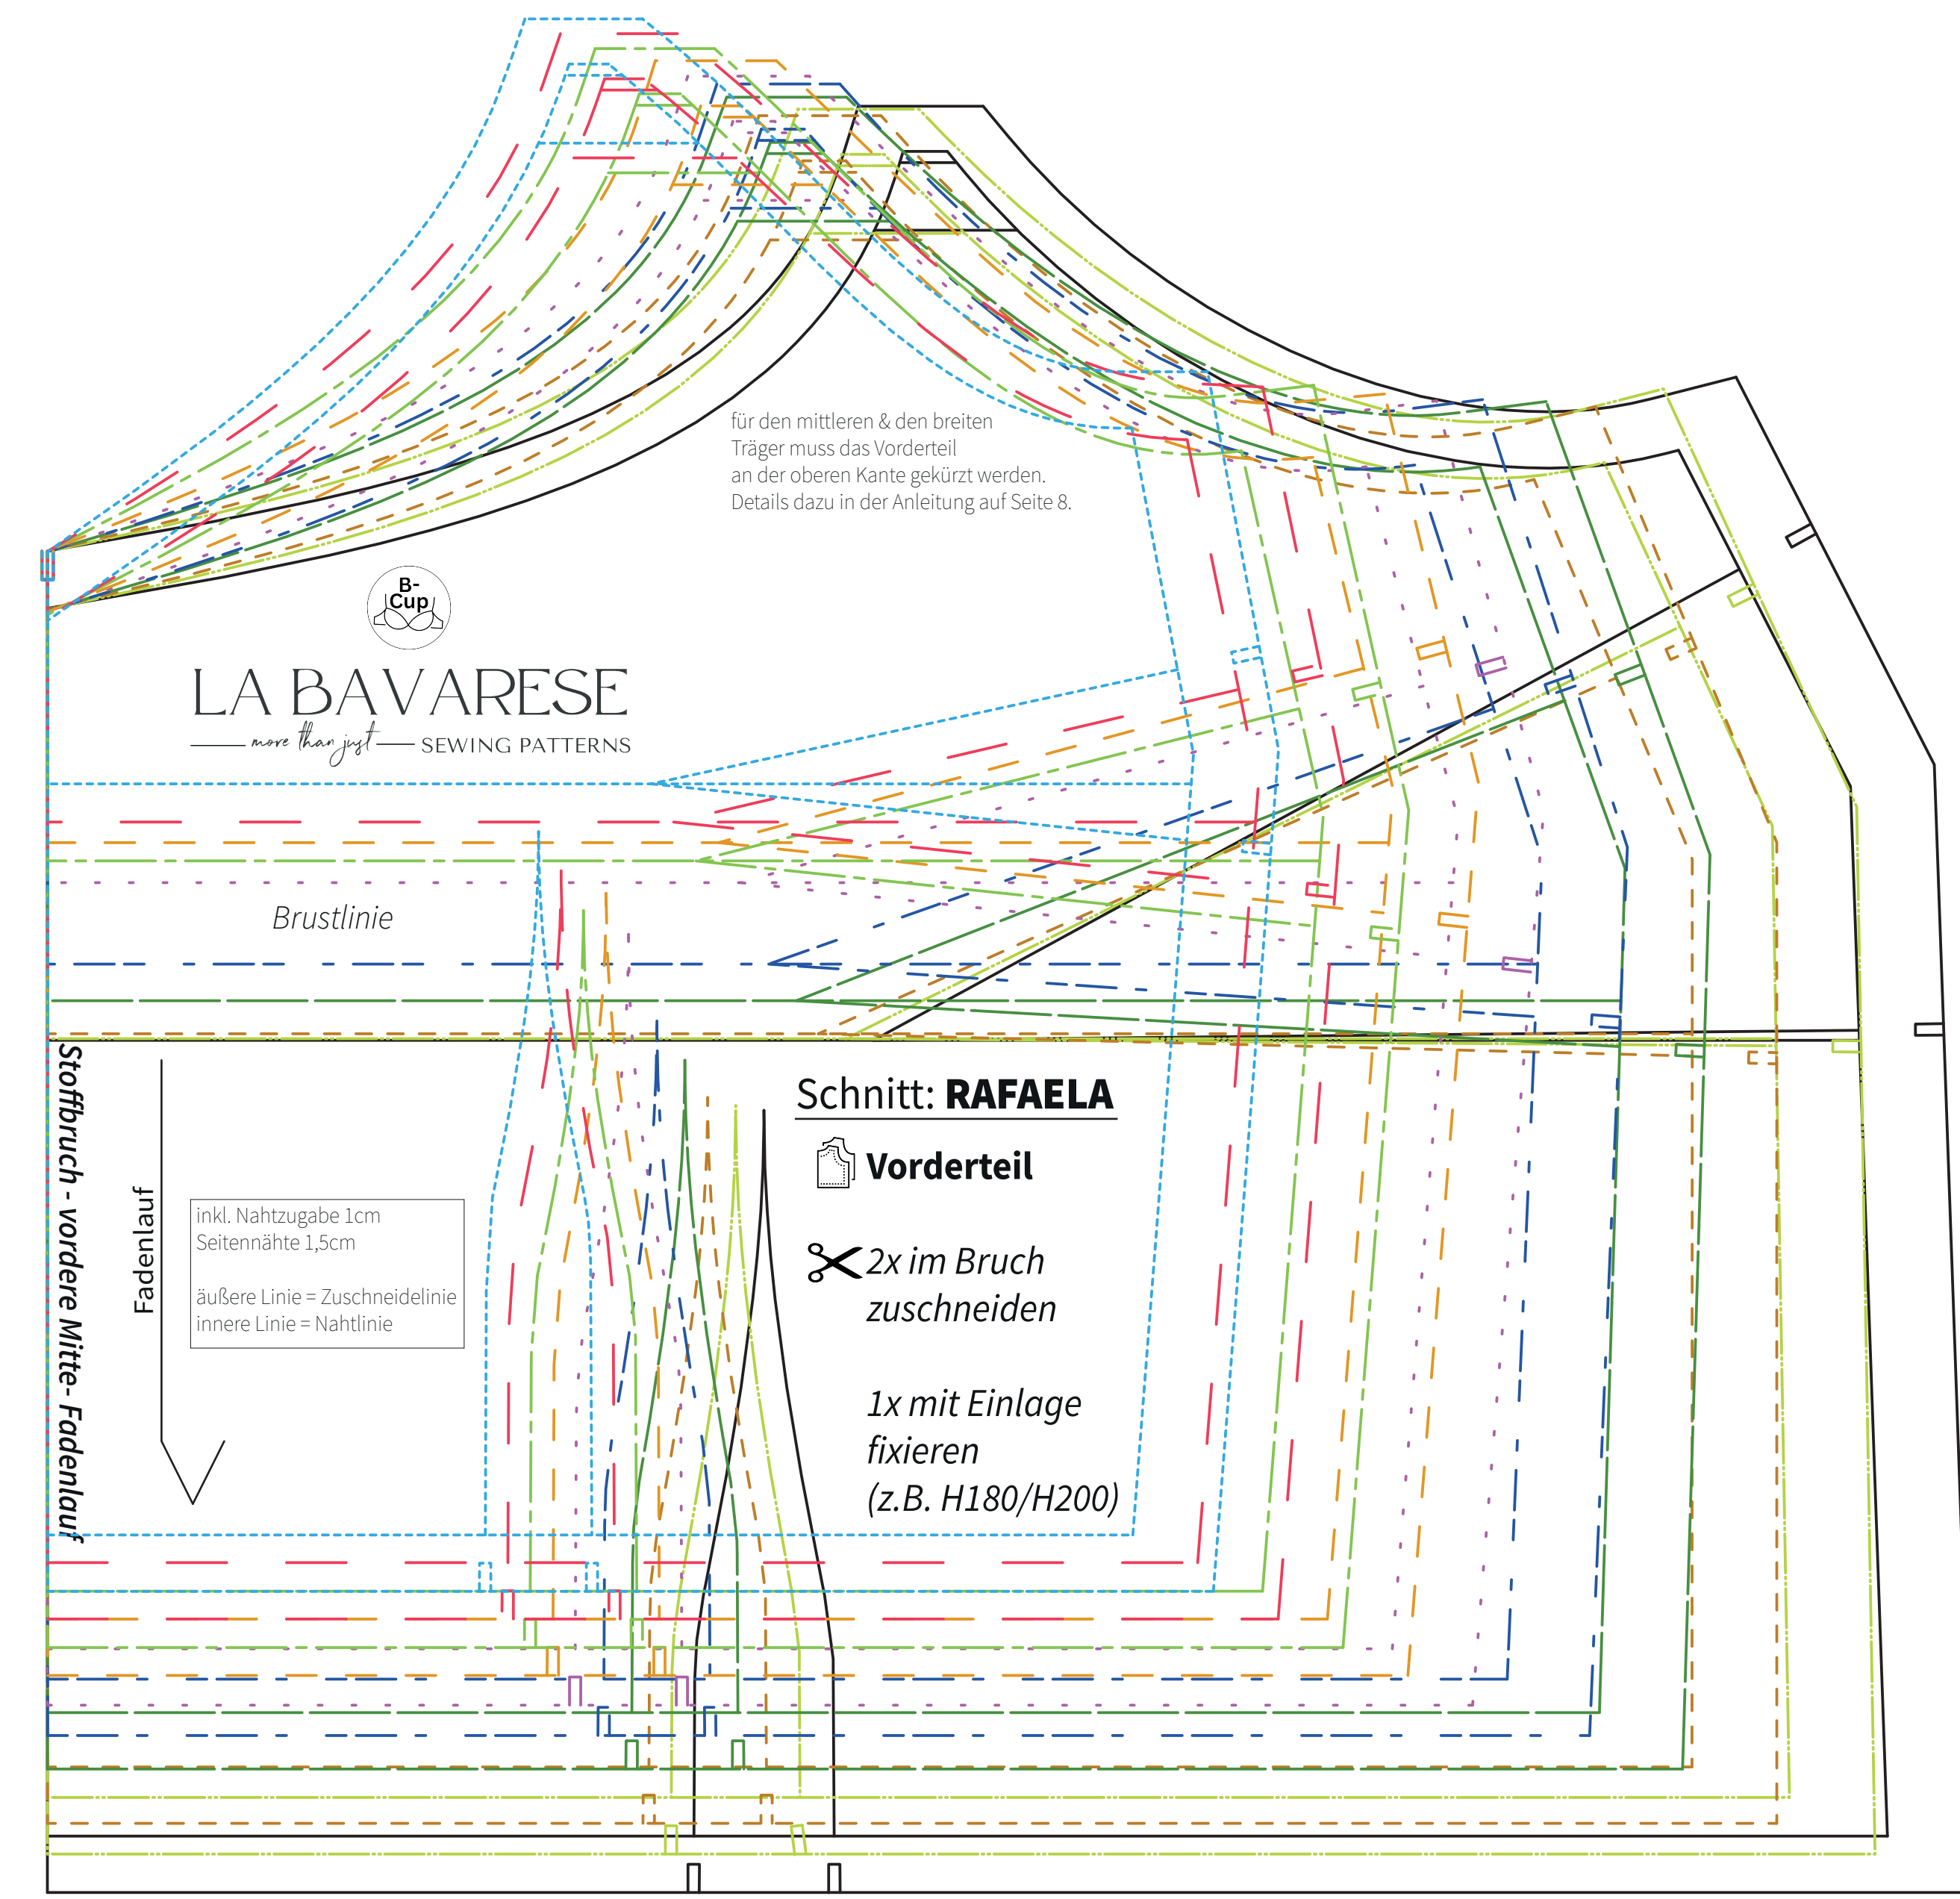 für den mittleren & den breiten
Träger muss das Vorderteil
an der oberen Kante gekürzt werden.
Details dazu in der Anleitung auf Seite 8.
B-
Cup
LA BAVARESE
more than just
SEWING PATTERNS
Brustlinie
Stoffbruch - vordere Mitte- Fadenlauf
Fadenlauf
inkl. Nahtzugabe 1cm
Seitennähte 1,5cm
äußere Linie = Zuschneidelinie
innere Linie = Nahtlinie
Schnitt: RAFAELA
Vorderteil
2x im Bruch
zuschneiden
1x mit Einlage
fixieren
(z.B. H180/H200)